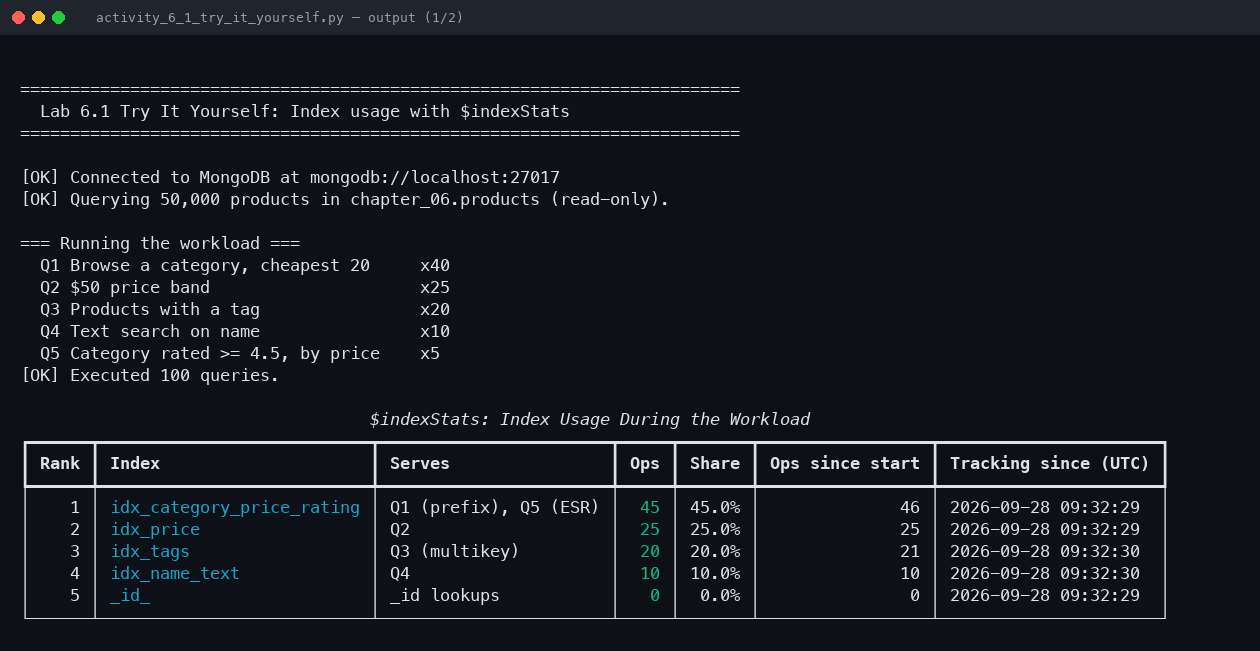 activity_6_1_try_it_yourself.py — output (1/2)
========================================================================
Lab 6.1 Try It Yourself: Index usage with $indexStats
========================================================================
[OK] Connected to MongoDB at mongodb://localhost:27017
[OK] Querying 50,000 products in chapter_06.products (read-only).
=== Running the workload ===
Q1 Browse a category, cheapest 20     x40
Q2 $50 price band                     x25
Q3 Products with a tag                x20
Q4 Text search on name                x10
Q5 Category rated >= 4.5, by price    x5
[OK] Executed 100 queries.
$indexStats: Index Usage During the Workload
Rank Index Serves Ops Share Ops since start Tracking since (UTC)
1 idx_category_price_rating Q1 (prefix), Q5 (ESR) 45 45.0% 46 2026-09-28 09:32:29
2 idx_price Q2 25 25.0% 25 2026-09-28 09:32:29
3 idx_tags Q3 (multikey) 20 20.0% 21 2026-09-28 09:32:30
4 idx_name_text Q4 10 10.0% 10 2026-09-28 09:32:30
5 _id_ _id lookups 0 0.0% 0 2026-09-28 09:32:29